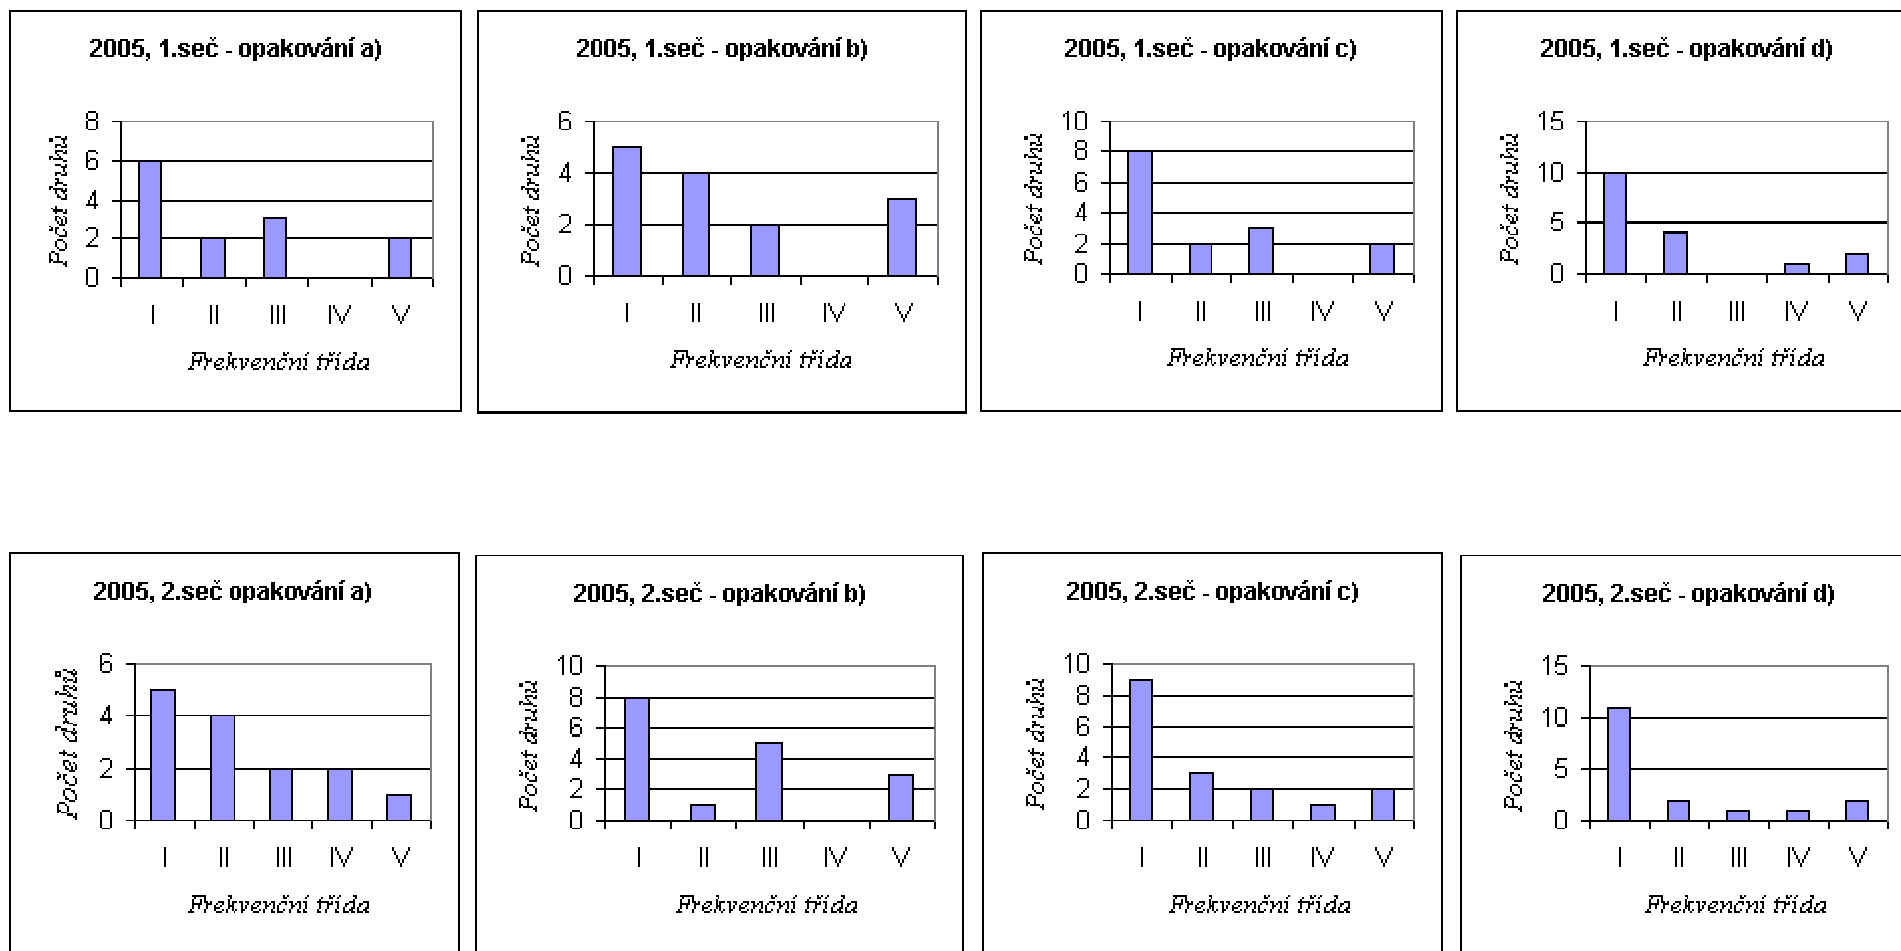 2005, 1.seč - opakování a)
Počet druhů
8
6
4
2
0
I II III IV V
Frekvenční třída
2005, 1.seč - opakování b)
Počet druhů
6
4
2
0
I II III IV V
Frekvenční třída
2005, 1.seč - opakování c)
Počet druhů
10
8
6
4
2
0
I II III IV V
Frekvenční třída
2005, 1.seč - opakování d)
Počet druhů
15
10
5
0
I II III IV V
Frekvenční třída
2005, 2.seč opakování a)
Počet druhů
6
4
2
0
I II III IV V
Frekvenční třída
2005, 2.seč - opakování b)
Počet druhů
10
8
6
4
2
0
I II III IV V
Frekvenční třída
2005, 2.seč - opakování c)
Počet druhů
10
8
6
4
2
0
I II III IV V
Frekvenční třída
2005, 2.seč - opakování d)
Počet druhů
15
10
5
0
I II III IV V
Frekvenční třída